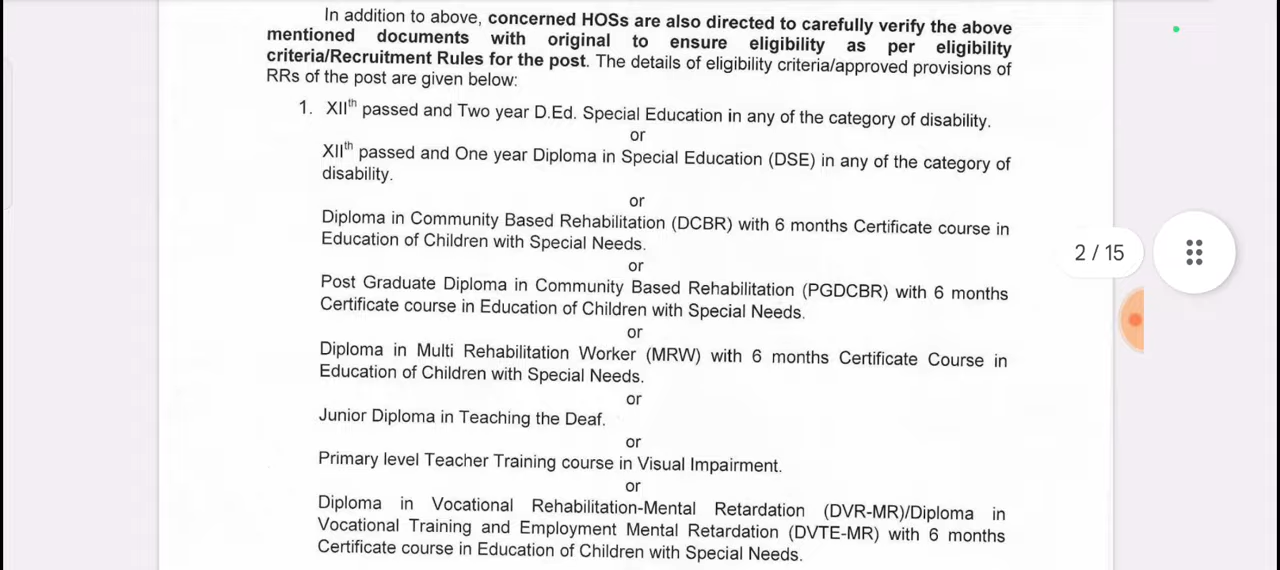 In addition to above, concerned HOSs are also directed to carefully verify the above
mentioned documents with original to ensure eligibility as per eligibility
criteria/Recruitment Rules for the post. The details of eligibility criteria/approved provisions of
RRs of the post are given below:
1. XIIth passed and Two year D.Ed. Special Education in any of the category of disability.
or
XIIth passed and One year Diploma in Special Education (DSE) in any of the category of
disability.
or
Diploma in Community Based Rehabilitation (DCBR) with 6 months Certificate course in
Education of Children with Special Needs.
or
Post Graduate Diploma in Community Based Rehabilitation (PGDCBR) with 6 months
Certificate course in Education of Children with Special Needs.
or
Diploma in Multi Rehabilitation Worker (MRW) with 6 months Certificate Course in
Education of Children with Special Needs.
or
Junior Diploma in Teaching the Deaf.
or
Primary level Teacher Training course in Visual Impairment.
or
Diploma in Vocational Rehabilitation-Mental Retardation (DVR-MR)/Diploma in
Vocational Training and Employment Mental Retardation (DVTE-MR) with 6 months
Certificate course in Education of Children with Special Needs.
2 / 15